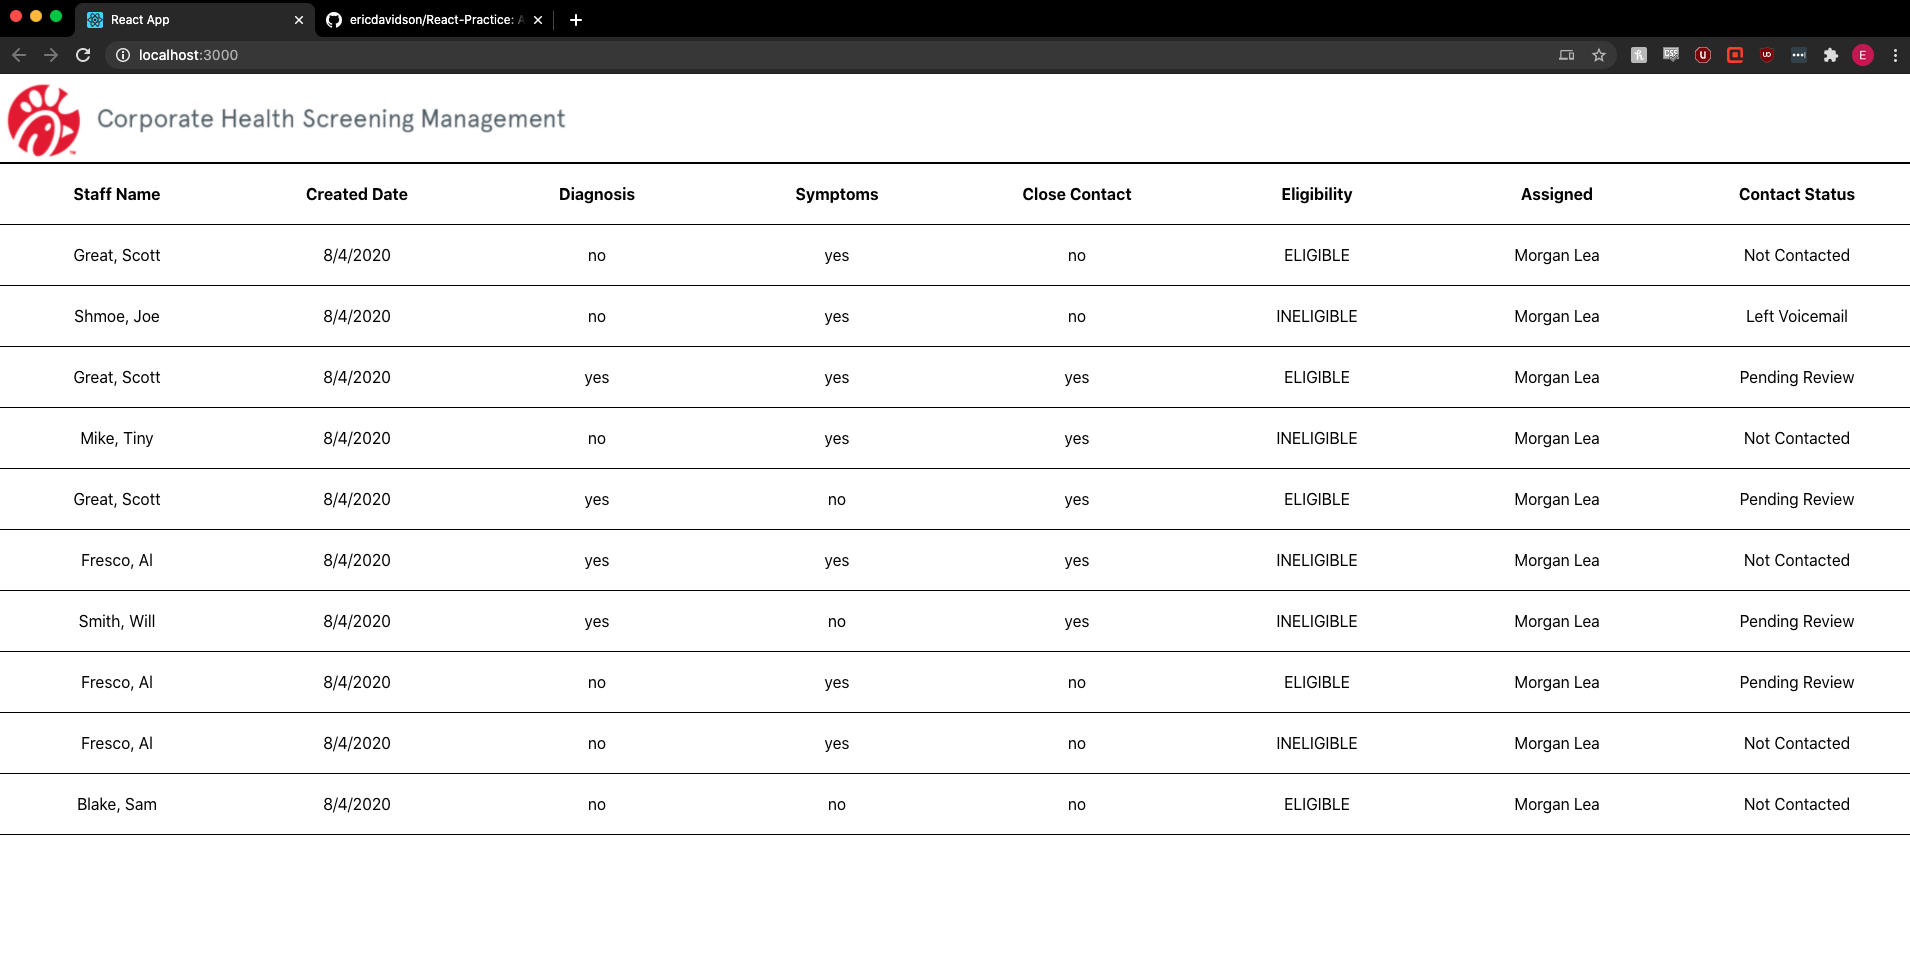 React App
ericdavidson/React-Practice: A
localhost:3000
E
Corporate Health Screening Management
Staff Name Created Date Diagnosis Symptoms Close Contact Eligibility Assigned Contact Status
Great, Scott 8/4/2020 no yes no ELIGIBLE Morgan Lea Not Contacted
Shmoe, Joe 8/4/2020 no yes no INELIGIBLE Morgan Lea Left Voicemail
Great, Scott 8/4/2020 yes yes yes ELIGIBLE Morgan Lea Pending Review
Mike, Tiny 8/4/2020 no yes yes INELIGIBLE Morgan Lea Not Contacted
Great, Scott 8/4/2020 yes no yes ELIGIBLE Morgan Lea Pending Review
Fresco, Al 8/4/2020 yes yes yes INELIGIBLE Morgan Lea Not Contacted
Smith, Will 8/4/2020 yes no yes INELIGIBLE Morgan Lea Pending Review
Fresco, Al 8/4/2020 no yes no ELIGIBLE Morgan Lea Pending Review
Fresco, Al 8/4/2020 no yes no INELIGIBLE Morgan Lea Not Contacted
Blake, Sam 8/4/2020 no no no ELIGIBLE Morgan Lea Not Contacted